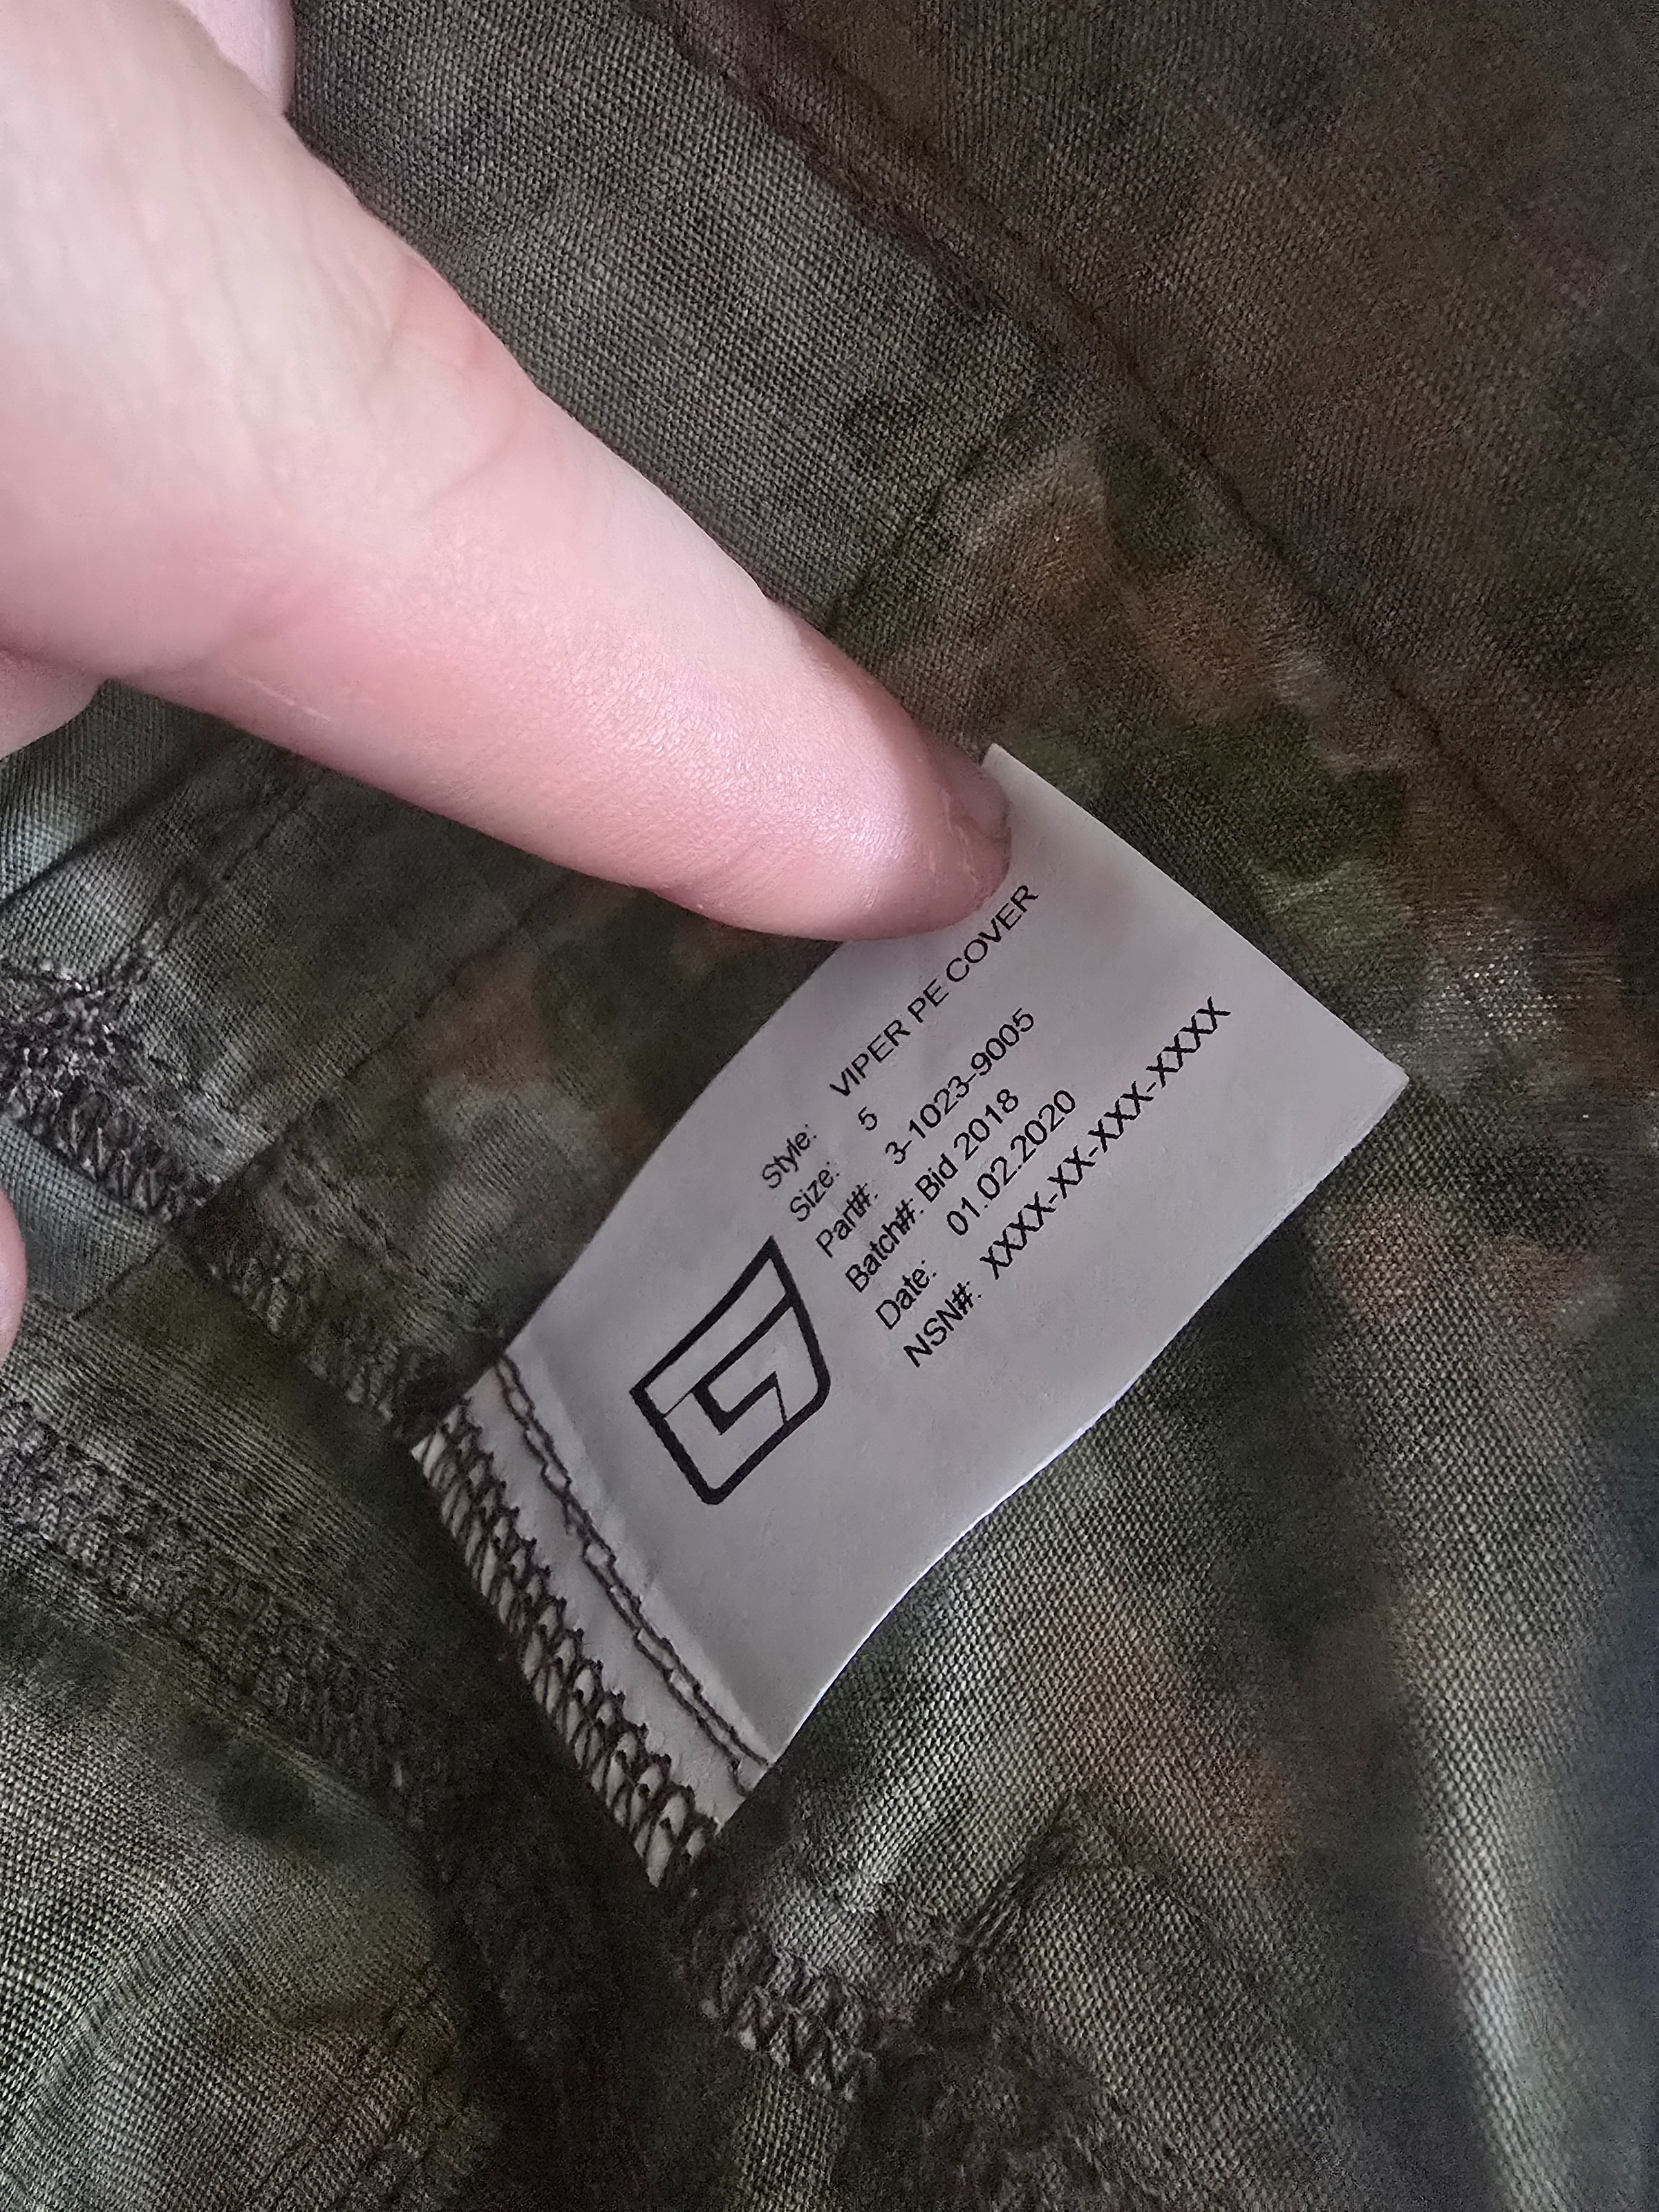 Style: VIPER PE COVER
Size: 5
Part#: 3-1023-9005
Batch#: Bid 2018
Date: 01.02.2020
NSN#: XXXX-XX-XXX-XXXX